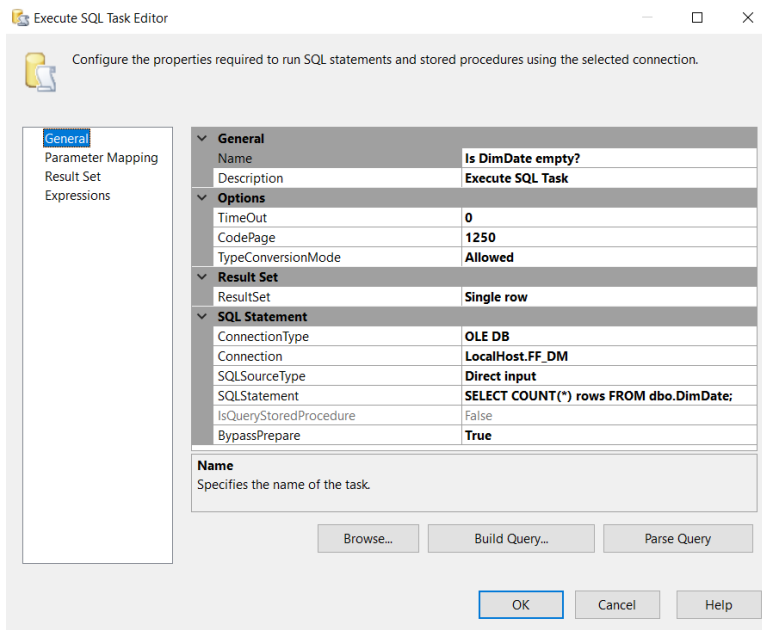 Execute SQL Task Editor
Configure the properties required to run SQL statements and stored procedures using the selected connection.
General
Parameter Mapping
Result Set
Expressions
General
Name Is DimDate empty?
Description Execute SQL Task
Options
TimeOut 0
CodePage 1250
TypeConversionMode Allowed
Result Set
ResultSet Single row
SQL Statement
ConnectionType OLE DB
Connection LocalHost.FF_DM
SQLSourceType Direct input
SQLStatement SELECT COUNT(*) rows FROM dbo.DimDate;
IsQueryStoredProcedure False
BypassPrepare True
Name
Specifies the name of the task.
Browse... Build Query... Parse Query
OK Cancel Help